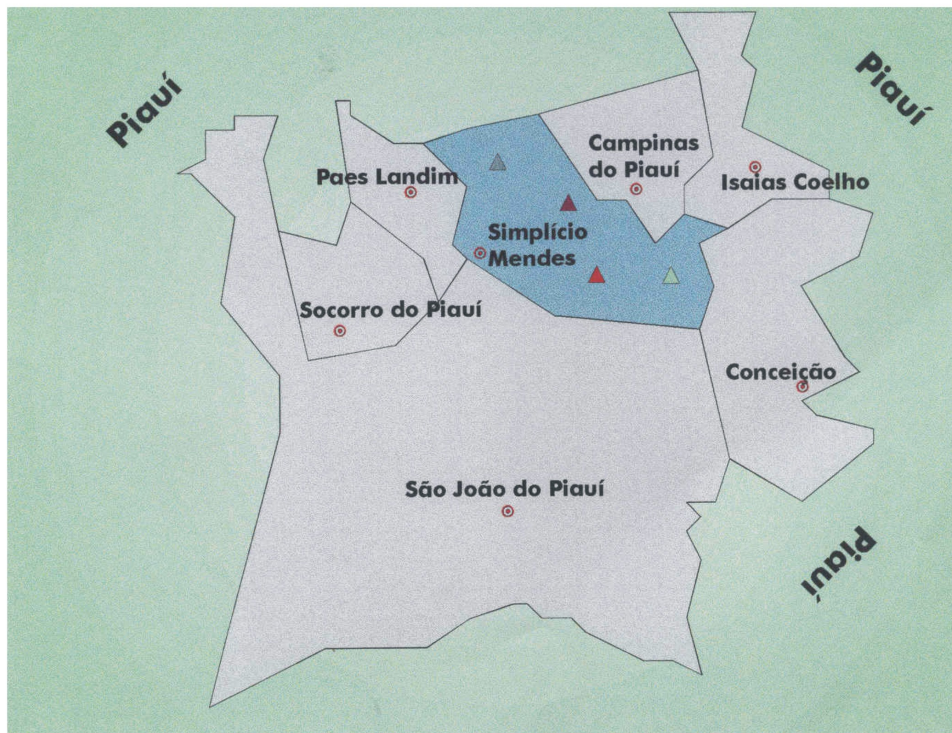 Piauí
Piauí
Campinas
do Piauí
Paes Landim
Isaias Coelho
Simplício
Mendes
Socorro do Piauí
Conceição
São João do Piauí
Piauí